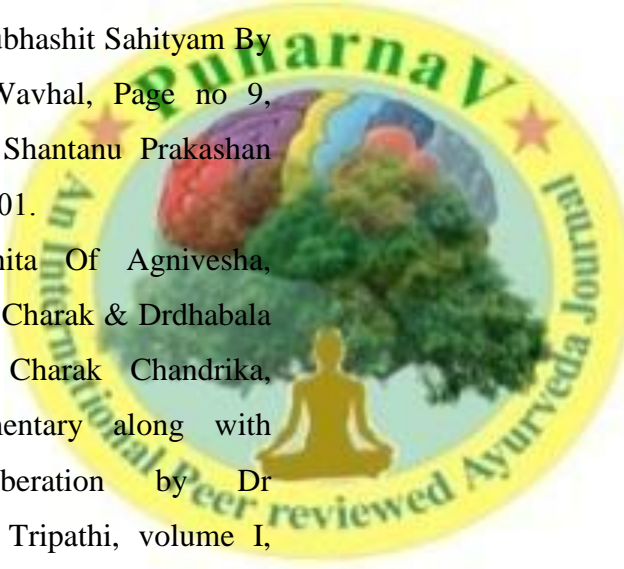 ubhashit Sahityam By
Wavhal, Page no 9,
Shantanu Prakashan
01.
nita Of Agnivesha,
Charak & Drdhabala
Charak Chandrika,
mentary along with
beration by Dr
Tripathi, volume I,
PunarnaV
An International Peer reviewed Ayurveda Journal